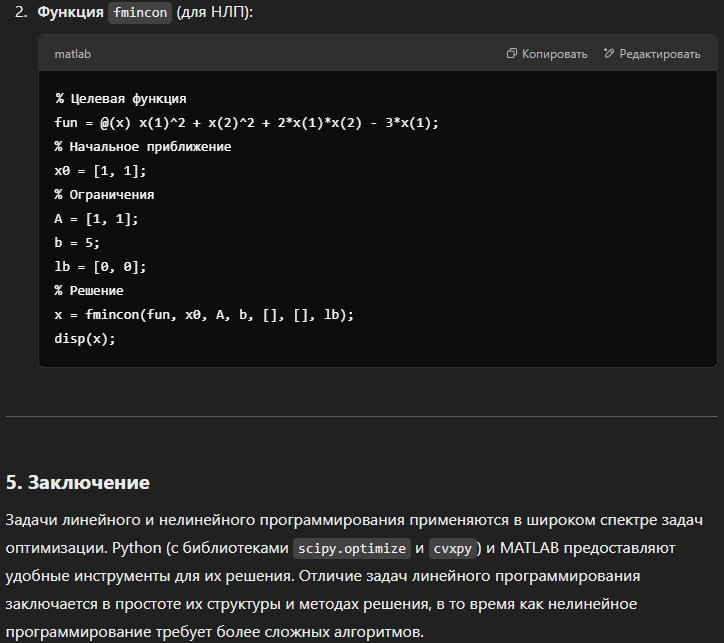 2. Функция fmincon (для НЛП):
matlab Копировать Редактировать
% Целевая функция
fun = @(x) x(1)^2 + x(2)^2 + 2*x(1)*x(2) - 3*x(1);
% Начальное приближение
x0 = [1, 1];
% Ограничения
A = [1, 1];
b = 5;
lb = [0, 0];
% Решение
x = fmincon(fun, x0, A, b, [], [], lb);
disp(x);
5. Заключение
Задачи линейного и нелинейного программирования применяются в широком спектре задач
оптимизации. Python (с библиотеками scipy.optimize и cvxpy) и MATLAB предоставляют
удобные инструменты для их решения. Отличие задач линейного программирования
заключается в простоте их структуры и методах решения, в то время как нелинейное
программирование требует более сложных алгоритмов.